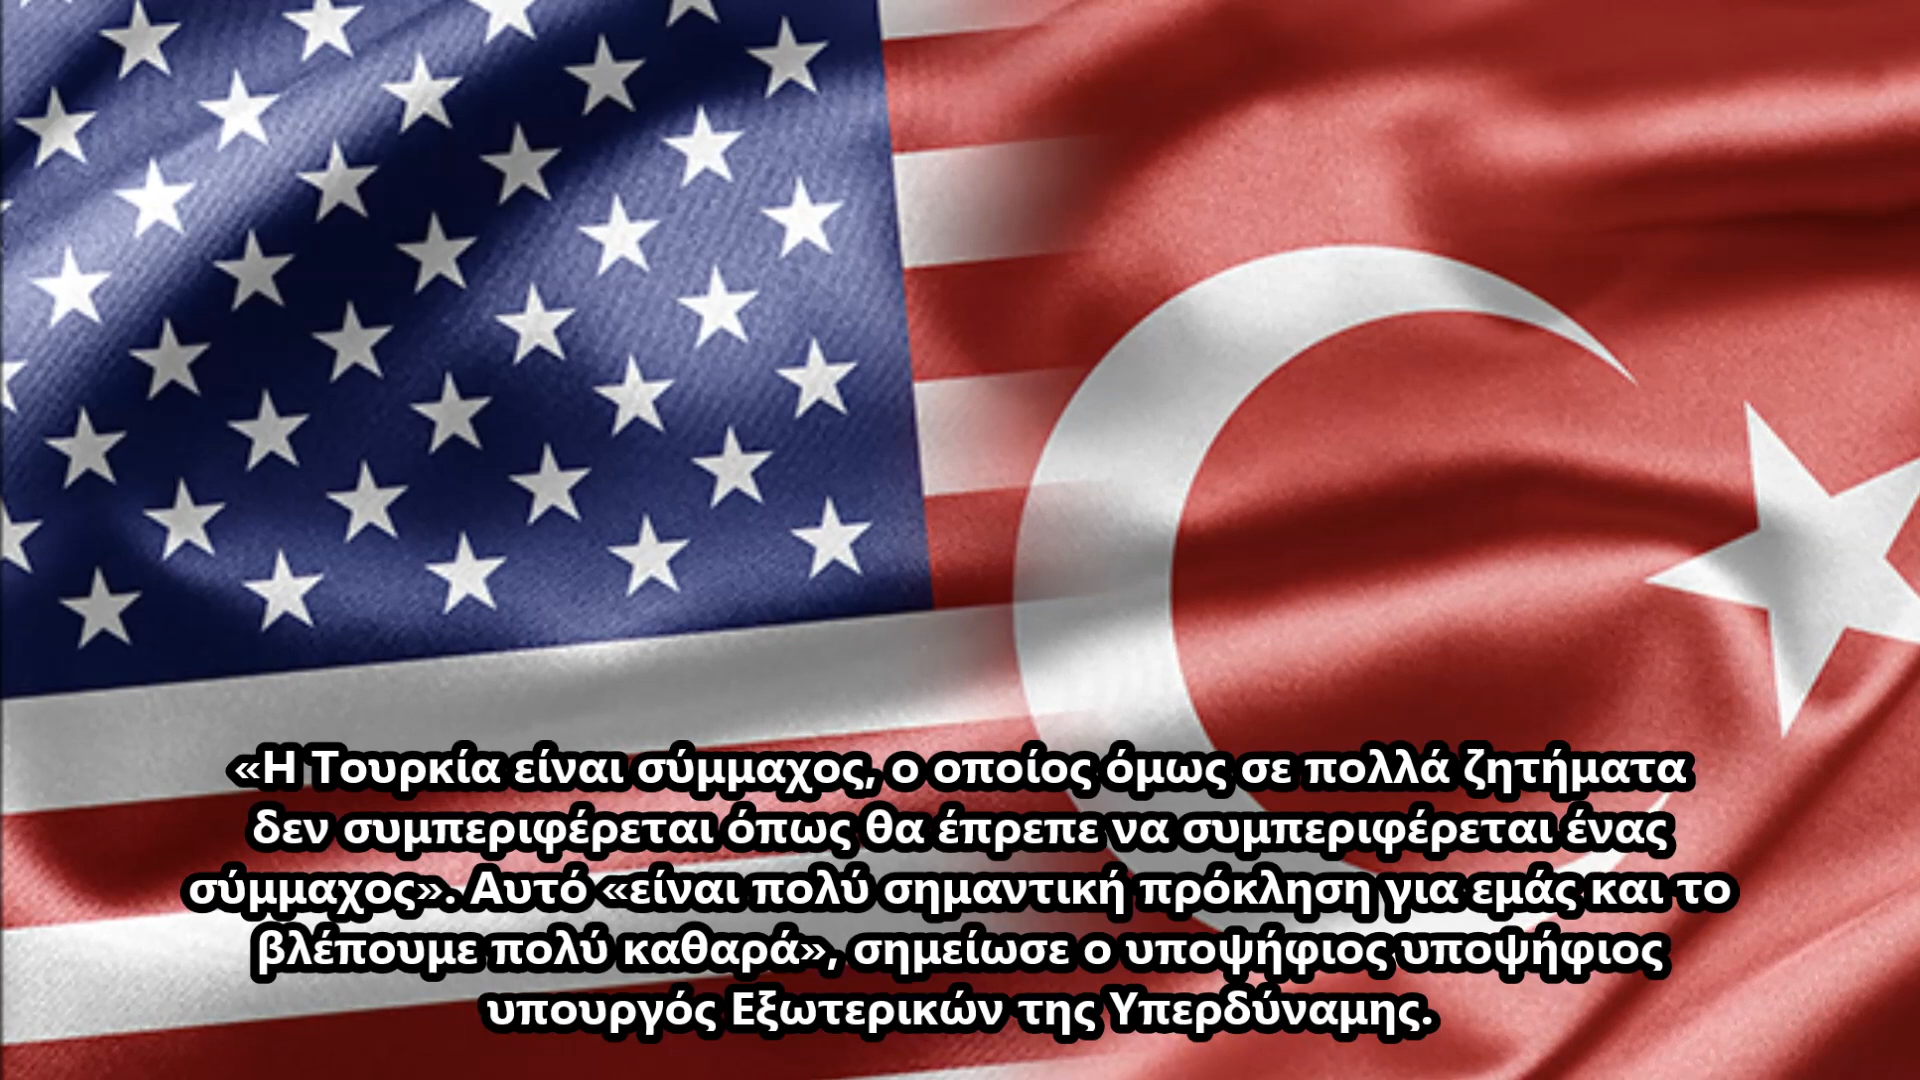 «Η Τουρκία είναι σύμμαχος, ο οποίος όμως σε πολλά ζητήματα
δεν συμπεριφέρεται όπως θα έπρεπε να συμπεριφέρεται ένας
σύμμαχος». Αυτό «είναι πολύ σημαντική πρόκληση για εμάς και το
βλέπουμε πολύ καθαρά», σημείωσε ο υποψήφιος υποψήφιος
υπουργός Εξωτερικών της Υπερδύναμης.